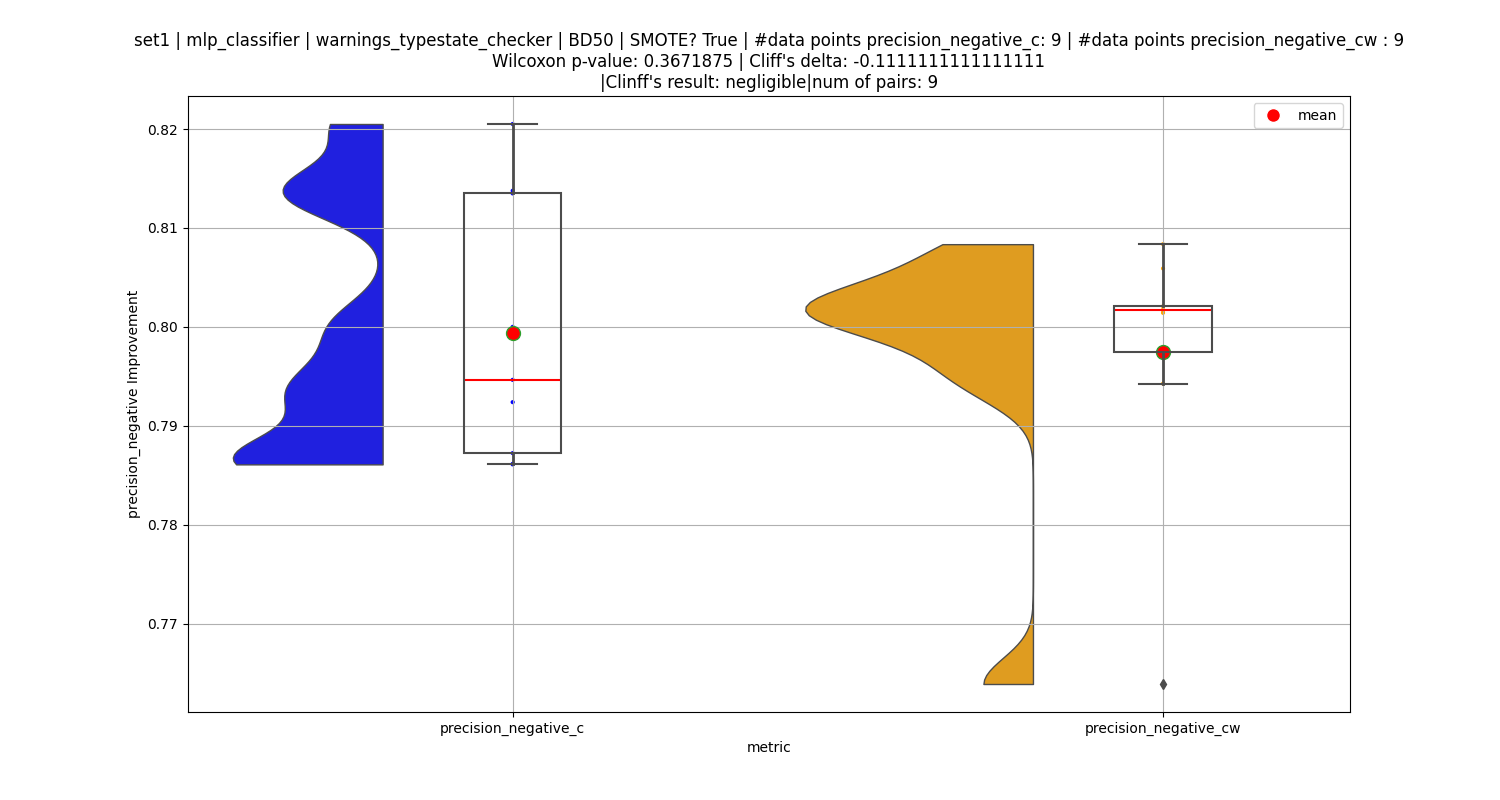 set1 | mlp_classifier | warnings_typestate_checker | BD50 | SMOTE? True | #data points precision_negative_c: 9 | #data points precision_negative_cw : 9
Wilcoxon p-value: 0.3671875 | Cliff's delta: -0.1111111111111111
|Clinff's result: negligible|num of pairs: 9
mean
0.82
0.81
0.80
0.79
0.78
0.77
precision_negative Improvement
precision_negative_c
precision_negative_cw
metric